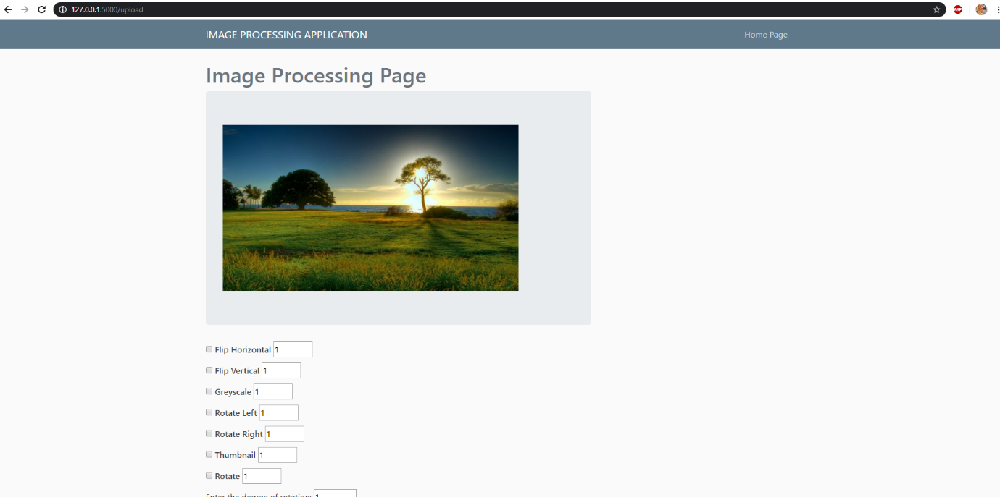 127.0.0.1:5000/upload
ABP
IMAGE PROCESSING APPLICATION Home Page
Image Processing Page
Flip Horizontal 1
Flip Vertical 1
Greyscale 1
Rotate Left 1
Rotate Right 1
Thumbnail 1
Rotate 1
Enter the degree of rotation: 1